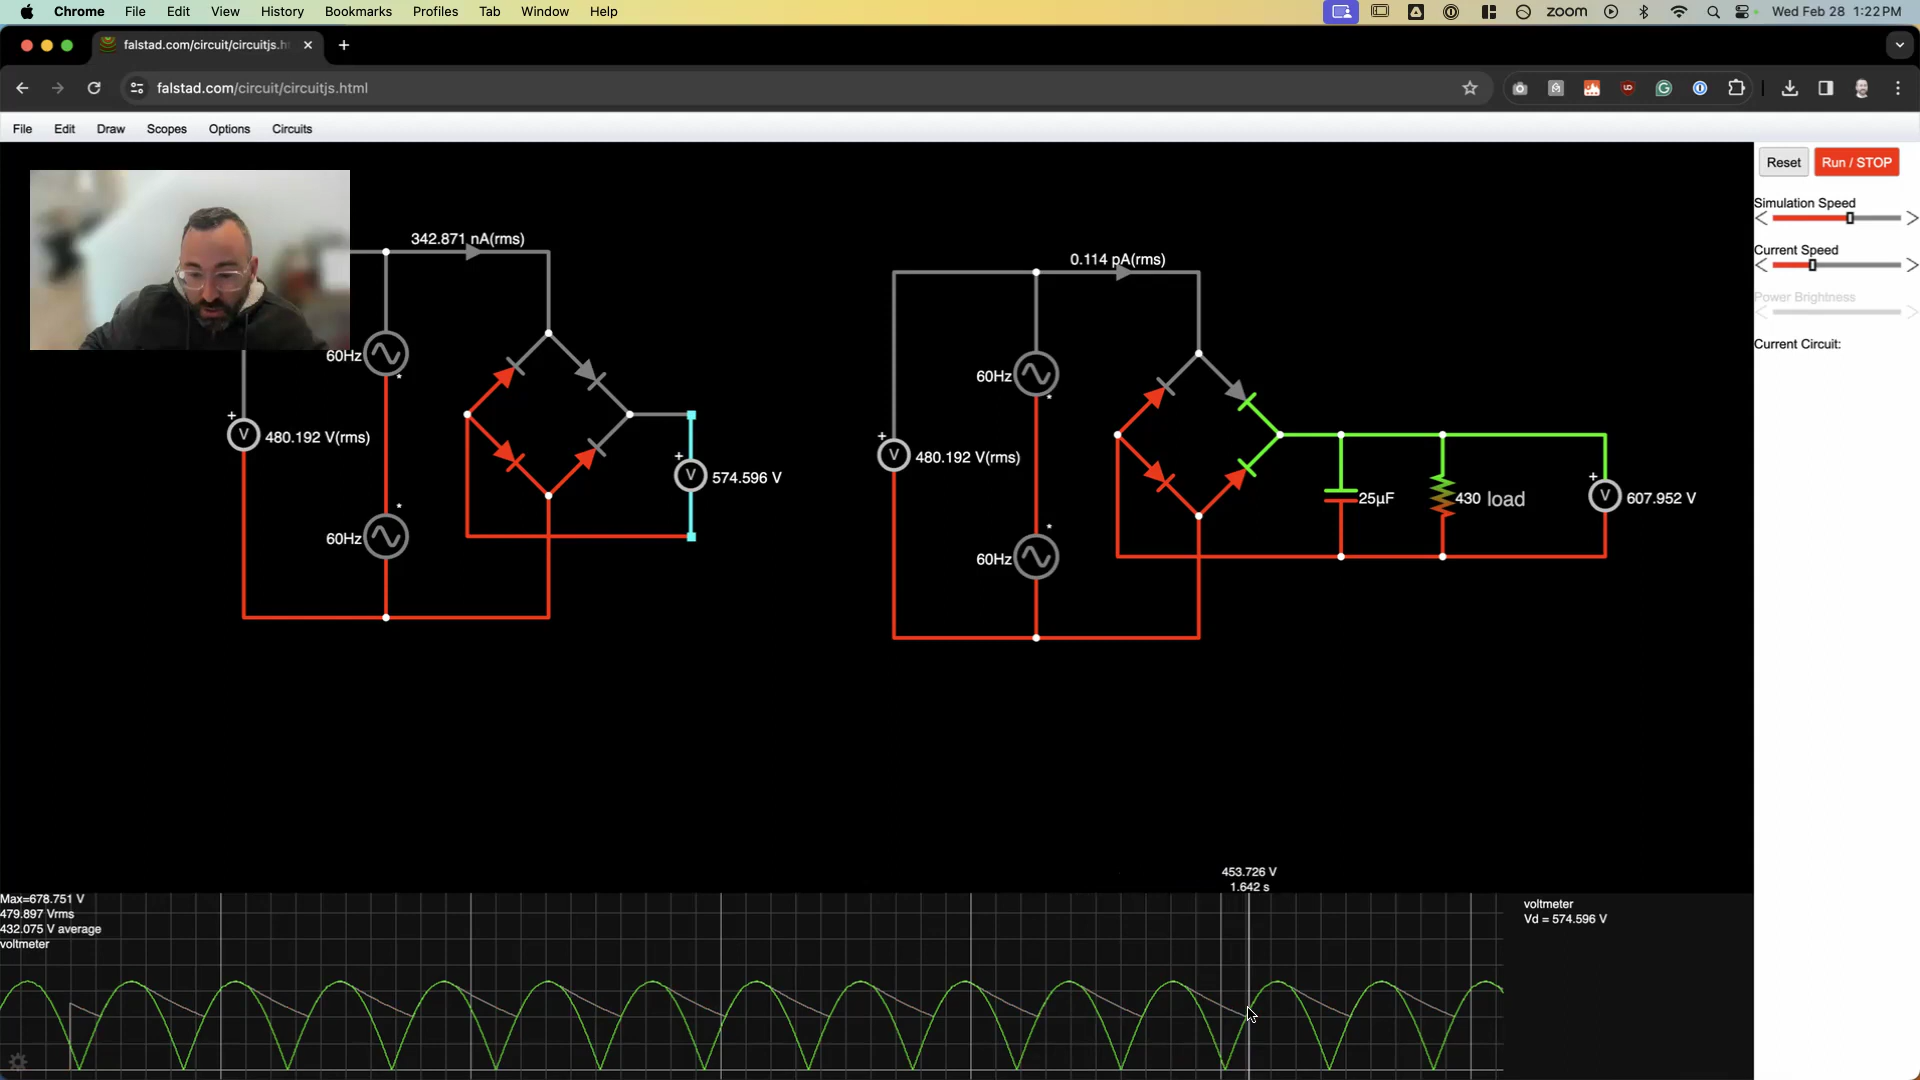 Chrome File Edit View History Bookmarks Profiles Tab Window Help zoom Wed Feb 28 1:22 PM
falstad.com/circuit/circuitjs.h
falstad.com/circuit/circuitjs.html
File Edit Draw Scopes Options Circuits
Reset Run / STOP
Simulation Speed
Current Speed
Power Brightness
Current Circuit:
342.871 nA(rms)
60Hz
+
480.192 V(rms)
V
*
*
60Hz
+
V
574.596 V
0.114 pA(rms)
60Hz
*
+
V
480.192 V(rms)
*
60Hz
25µF
430 load
+
V
607.952 V
453.726 V
1.642 s
Max=678.751 V
479.897 Vrms
432.075 V average
voltmeter
voltmeter
Vd = 574.596 V